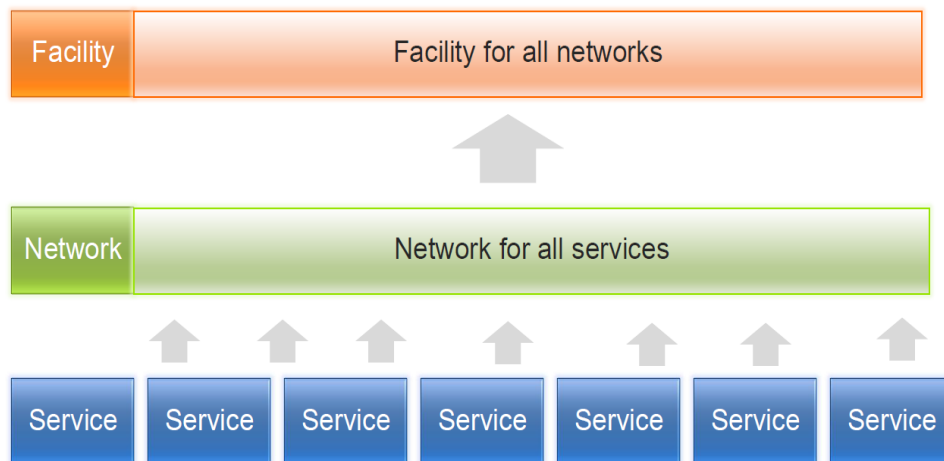 Facility
Facility for all networks
Network
Network for all services
Service
Service
Service
Service
Service
Service
Service